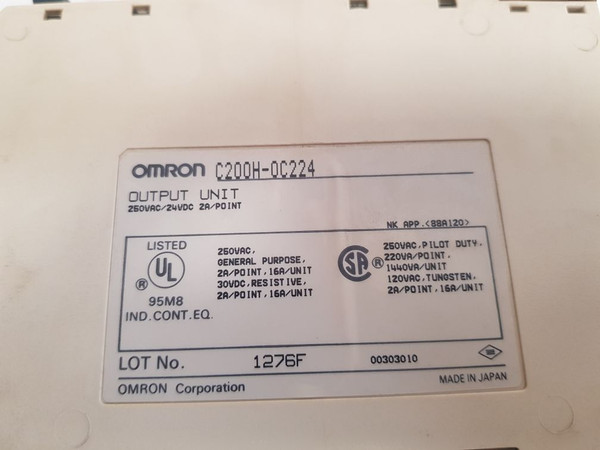 OMRON C200H-OC224
OUTPUT UNIT
250VAC/24VDC 2A/POINT
NK APP.<88A120>
LISTED
UL
®
95M8
IND.CONT.EQ.
250VAC,
GENERAL PURPOSE,
2A/POINT, 16A/UNIT
30VDC, RESISTIVE,
2A/POINT, 16A/UNIT
SA
®
250VAC, PILOT DUTY,
220VA/POINT,
1440VA/UNIT
120VAC, TUNGSTEN,
2A/POINT, 16A/UNIT
LOT No. 1276F 00303010
OMRON Corporation MADE IN JAPAN